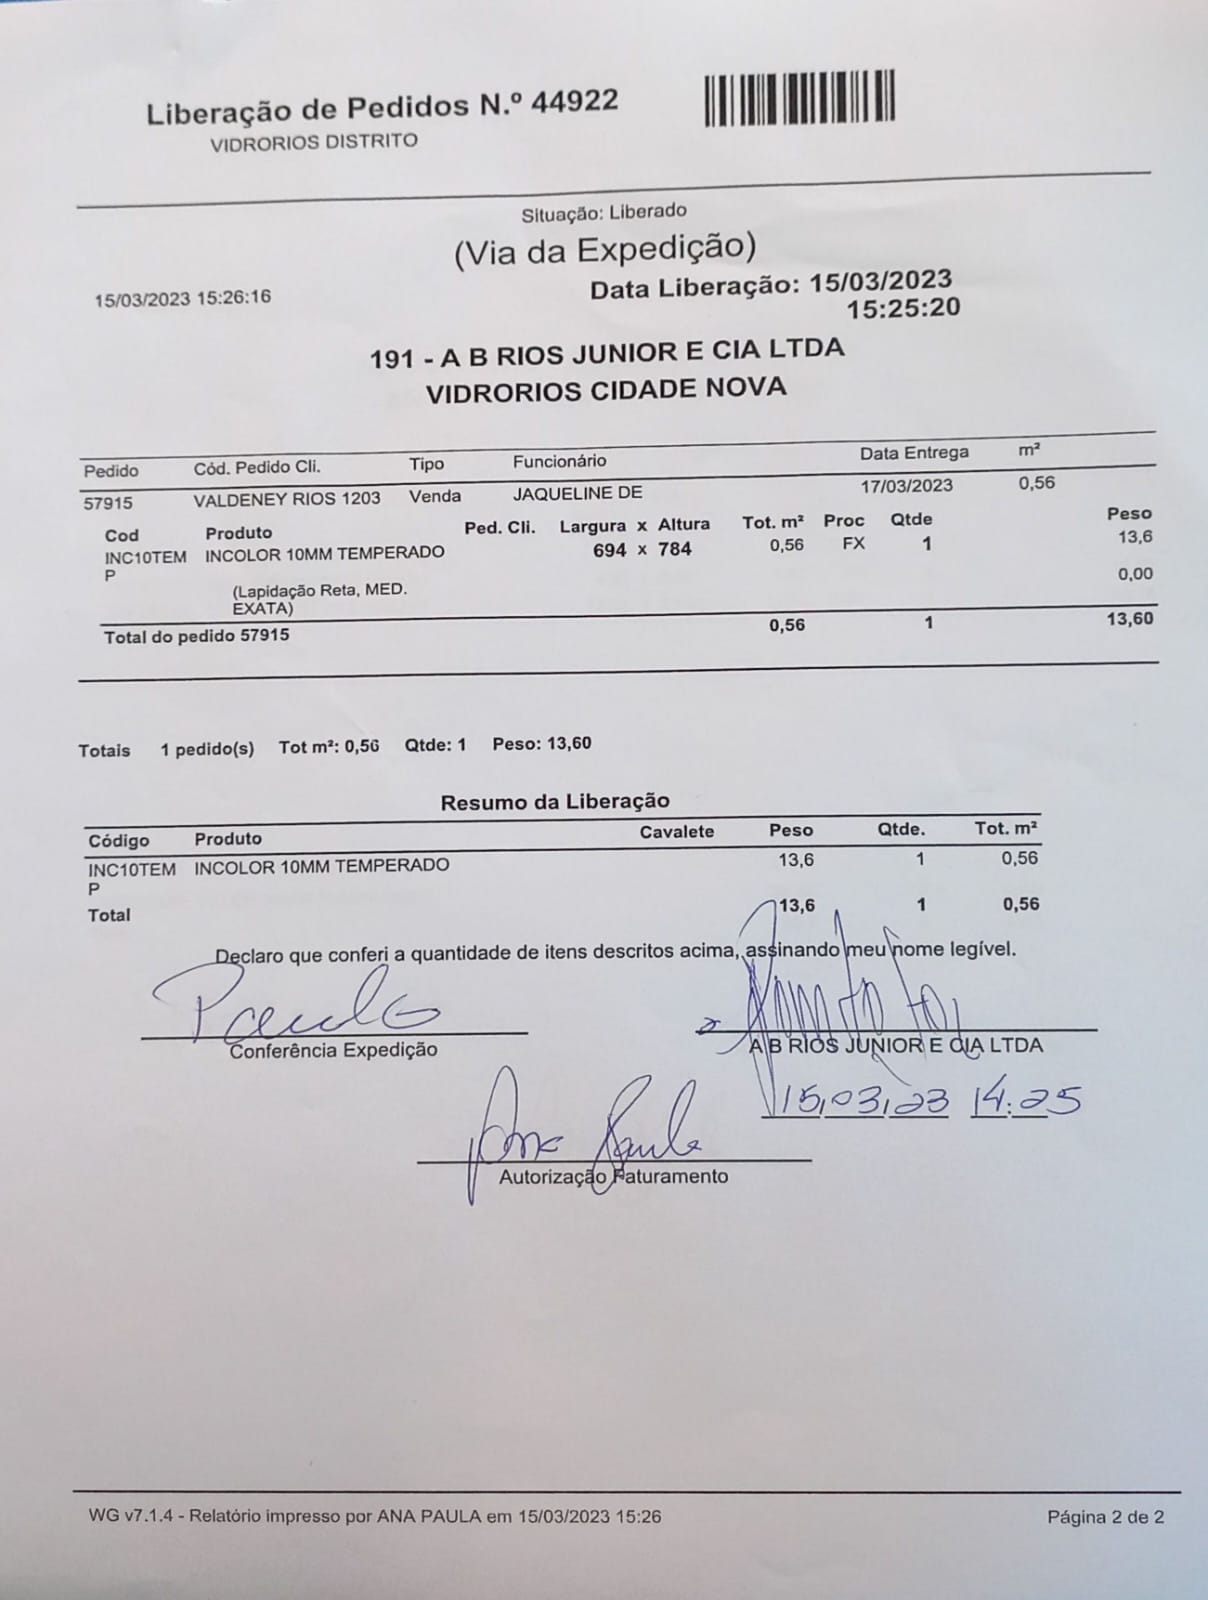 Liberação de Pedidos N.º 44922
VIDRORIOS DISTRITO
Situação: Liberado
(Via da Expedição)
15/03/2023 15:26:16
Data Liberação: 15/03/2023
15:25:20
191 - A B RIOS JUNIOR E CIA LTDA
VIDRORIOS CIDADE NOVA
Pedido Cód. Pedido Cli. Tipo Funcionário Data Entrega m²
57915 VALDENEY RIOS 1203 Venda JAQUELINE DE 17/03/2023 0,56
Cod Produto Ped. Cli. Largura x Altura Tot. m² Proc Qtde Peso
INC10TEM INCOLOR 10MM TEMPERADO 694 x 784 0,56 FX 1 13,6
P
(Lapidação Reta, MED. 0,00
EXATA)
Total do pedido 57915 0,56 1 13,60
Totais 1 pedido(s) Tot m²: 0,56 Qtde: 1 Peso: 13,60
Resumo da Liberação
Código Produto Cavalete Peso Qtde. Tot. m²
INC10TEM INCOLOR 10MM TEMPERADO 13,6 1 0,56
P
Total 13,6 1 0,56
Declaro que conferi a quantidade de itens descritos acima, assinando meu nome legível.
Paulo
Conferência Expedição
A B RIOS JUNIOR E CIA LTDA
15,03,23 14:25
Ana Paula
Autorização Faturamento
WG v7.1.4 - Relatório impresso por ANA PAULA em 15/03/2023 15:26
Página 2 de 2